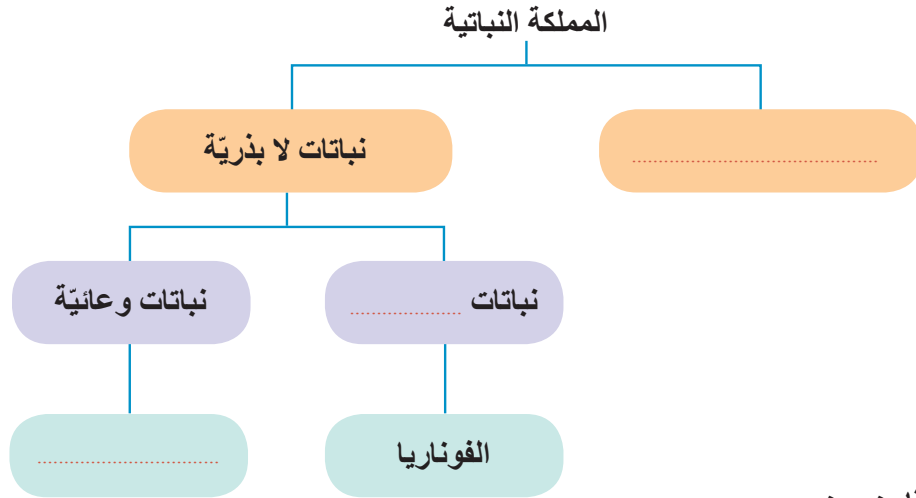 المملكة النباتية
....................
نباتات لا بذريّة
نباتات ....................
نباتات وعائيّة
الفوناريا
....................